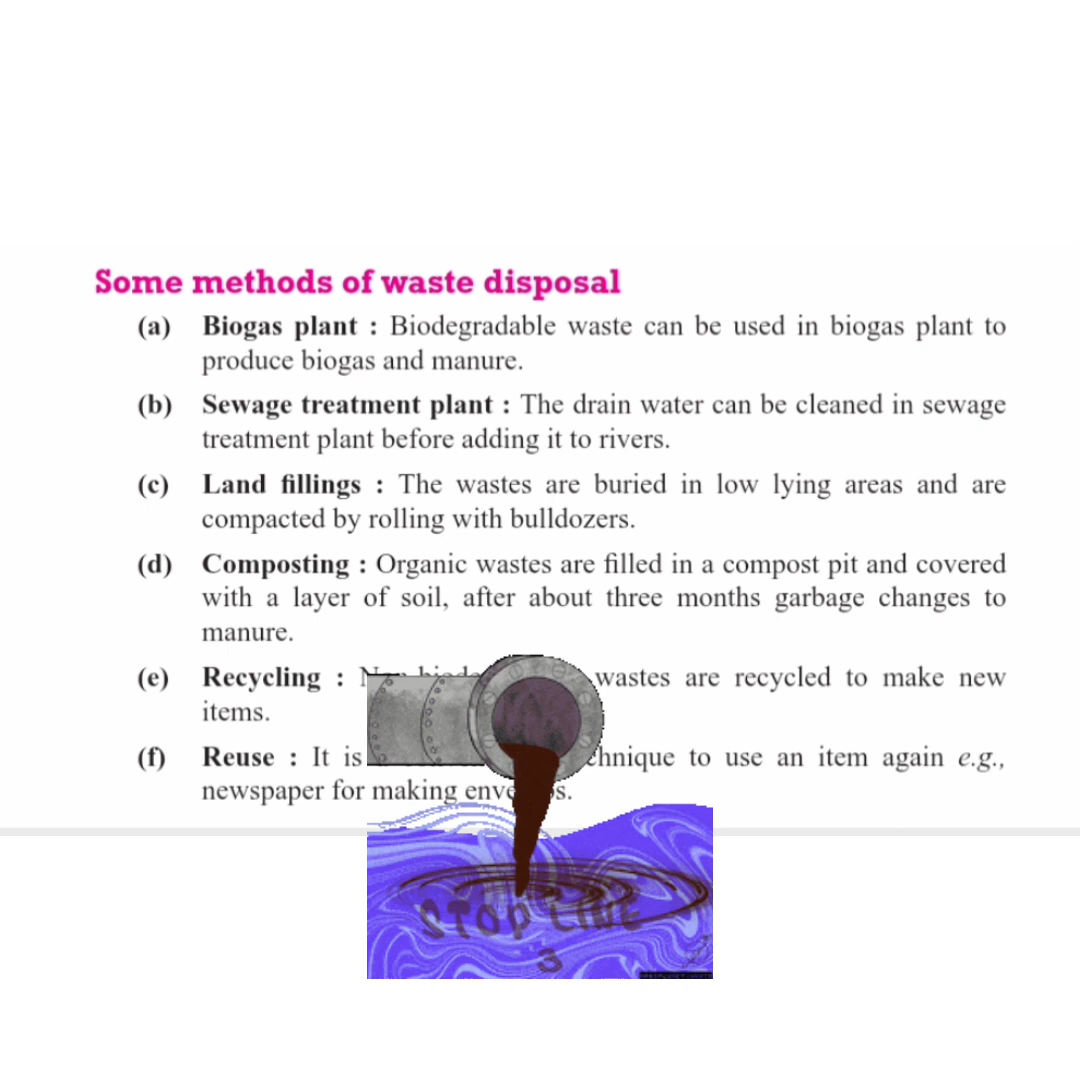 Some methods of waste disposal
(a) Biogas plant : Biodegradable waste can be used in biogas plant to
produce biogas and manure.
(b) Sewage treatment plant : The drain water can be cleaned in sewage
treatment plant before adding it to rivers.
(c) Land fillings : The wastes are buried in low lying areas and are
compacted by rolling with bulldozers.
(d) Composting : Organic wastes are filled in a compost pit and covered
with a layer of soil, after about three months garbage changes to
manure.
(e) Recycling : wastes are recycled to make new
items.
(f) Reuse : It is to use an item again e.g.,
newspaper for making
STOP LINE
3